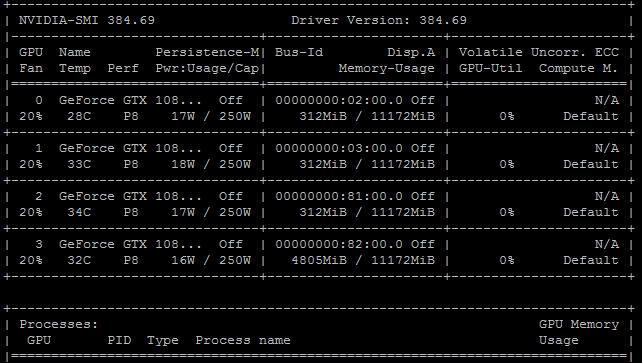 +-----------------------------------------------------------------------------+
| NVIDIA-SMI 384.69                 Driver Version: 384.69                    |
|-------------------------------+----------------------+----------------------+
| GPU  Name        Persistence-M| Bus-Id        Disp.A | Volatile Uncorr. ECC |
| Fan  Temp  Perf  Pwr:Usage/Cap|         Memory-Usage | GPU-Util  Compute M. |
|===============================+======================+======================|
|   0  GeForce GTX 108...  Off  | 00000000:02:00.0 Off |                  N/A |
| 20%   28C    P8    17W / 250W |    312MiB / 11172MiB |      0%      Default |
+-------------------------------+----------------------+----------------------+
|   1  GeForce GTX 108...  Off  | 00000000:03:00.0 Off |                  N/A |
| 20%   33C    P8    18W / 250W |    312MiB / 11172MiB |      0%      Default |
+-------------------------------+----------------------+----------------------+
|   2  GeForce GTX 108...  Off  | 00000000:81:00.0 Off |                  N/A |
| 20%   34C    P8    17W / 250W |    312MiB / 11172MiB |      0%      Default |
+-------------------------------+----------------------+----------------------+
|   3  GeForce GTX 108...  Off  | 00000000:82:00.0 Off |                  N/A |
| 20%   32C    P8    16W / 250W |   4805MiB / 11172MiB |      0%      Default |
+-------------------------------+----------------------+----------------------+

+-----------------------------------------------------------------------------+
| Processes:                                                       GPU Memory |
|  GPU       PID  Type  Process name                               Usage      |
|=============================================================================|